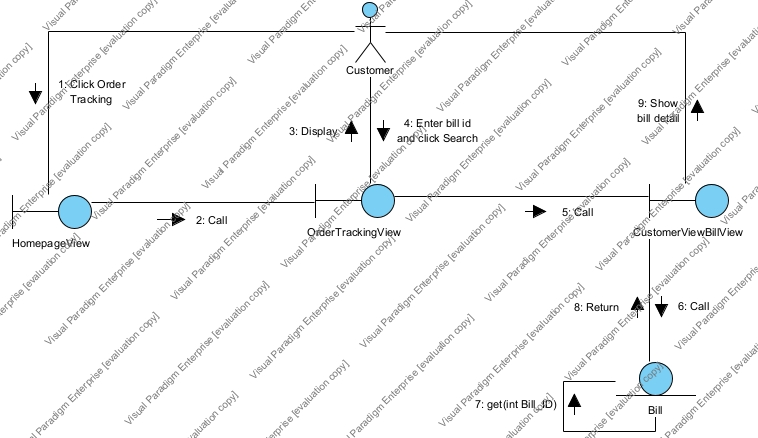 Customer
1: Click Order
Tracking
3: Display
4: Enter bill id
and click Search
9: Show
bill detail
2: Call
5: Call
HomepageView
OrderTrackingView
CustomerViewBillView
8: Return
6: Call
7: get(int Bill_ID)
Bill
Visual Paradigm Enterprise [evaluation copy]